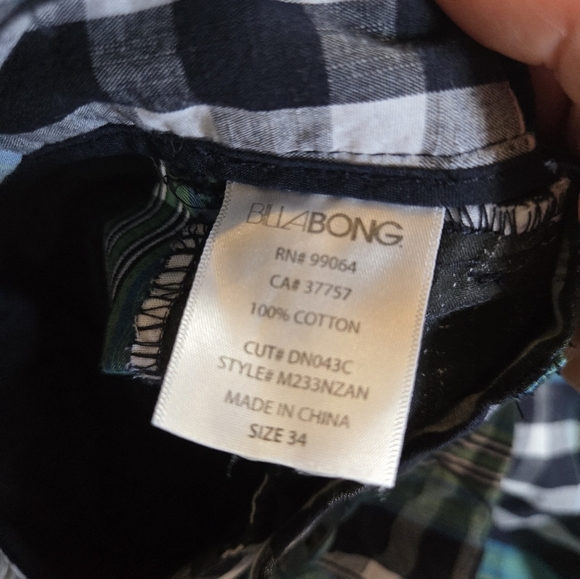 BILLABONG
RN# 99064
CA# 37757
100% COTTON
CUT# DN043C
STYLE# M233NZAN
MADE IN CHINA
SIZE 34